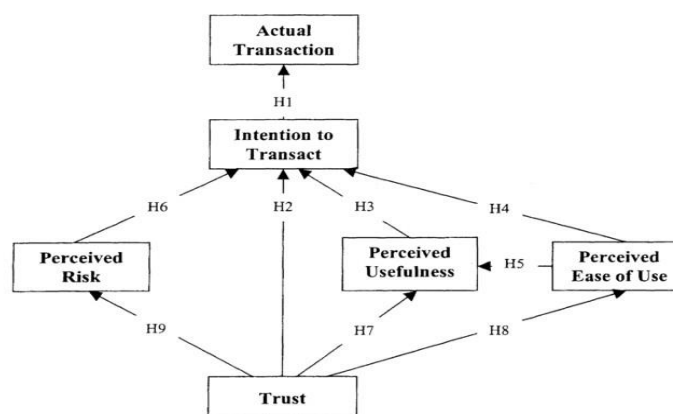 Actual
Transaction
H1
Intention to
Transact
H6
H2
H3
H4
Perceived
Risk
Perceived
Usefulness
H5
Perceived
Ease of Use
H9
H7
H8
Trust